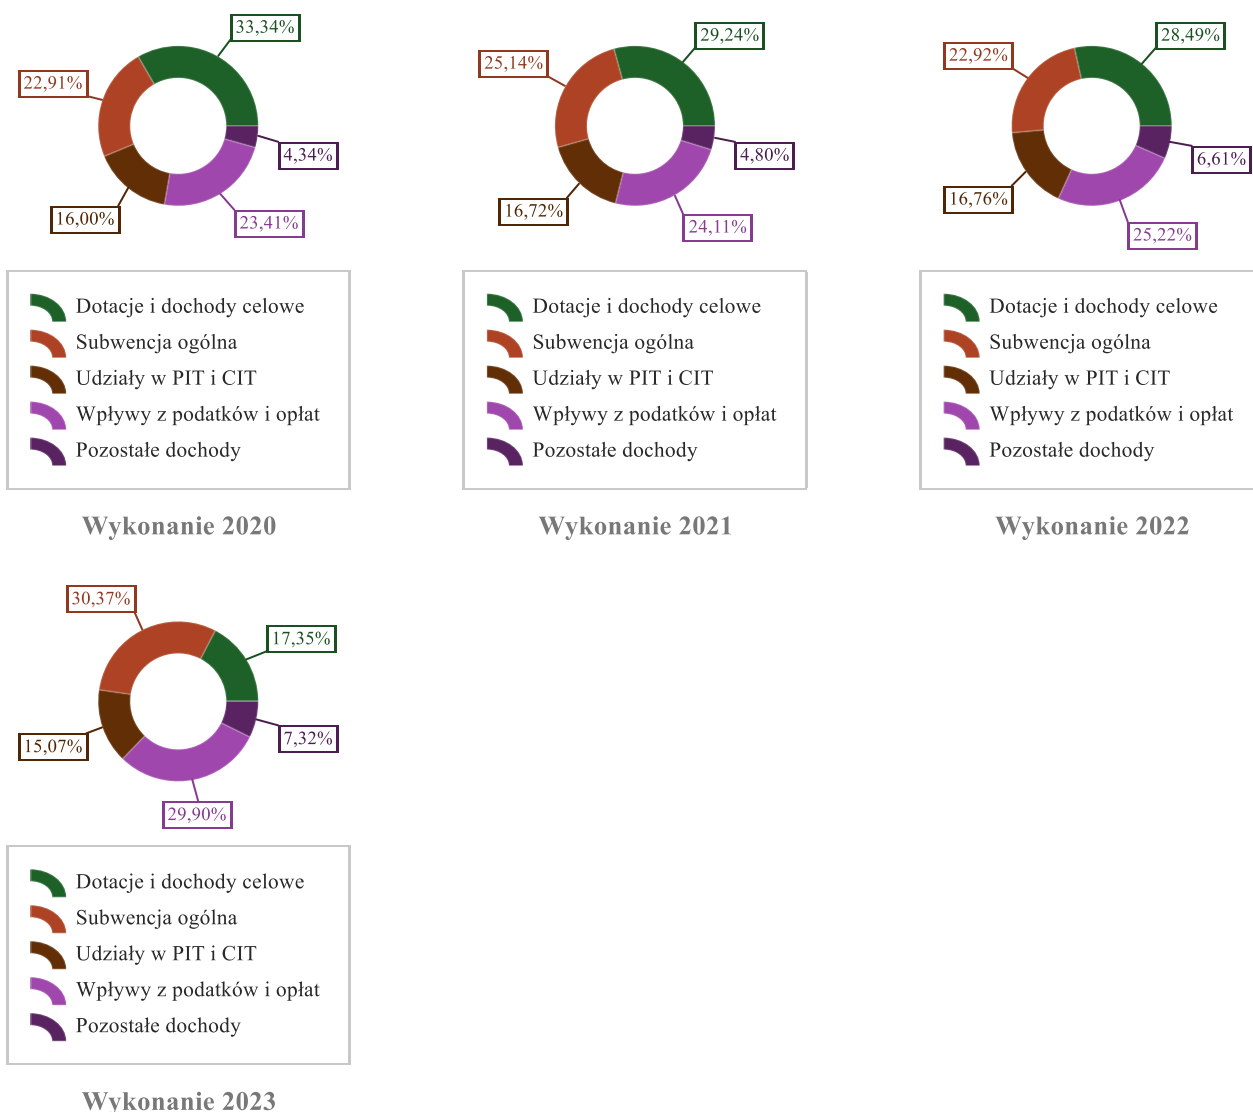 33,34%
22,91%
4,34%
16,00%
23,41%
Dotacje i dochody celowe
Subwencja ogólna
Udziały w PIT i CIT
Wpływy z podatków i opłat
Pozostałe dochody
Wykonanie 2020
29,24%
25,14%
4,80%
16,72%
24,11%
Dotacje i dochody celowe
Subwencja ogólna
Udziały w PIT i CIT
Wpływy z podatków i opłat
Pozostałe dochody
Wykonanie 2021
28,49%
22,92%
6,61%
16,76%
25,22%
Dotacje i dochody celowe
Subwencja ogólna
Udziały w PIT i CIT
Wpływy z podatków i opłat
Pozostałe dochody
Wykonanie 2022
30,37%
17,35%
7,32%
15,07%
29,90%
Dotacje i dochody celowe
Subwencja ogólna
Udziały w PIT i CIT
Wpływy z podatków i opłat
Pozostałe dochody
Wykonanie 2023